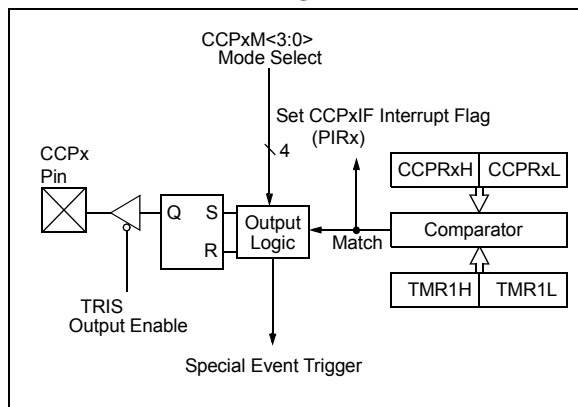 CCPxM<3:0>
Mode Select
Set CCPxIF Interrupt Flag
(PIRx)
4
CCPx
Pin
CCPRxH CCPRxL
Q S
R
Output
Logic
Match
Comparator
TMR1H TMR1L
TRIS
Output Enable
Special Event Trigger